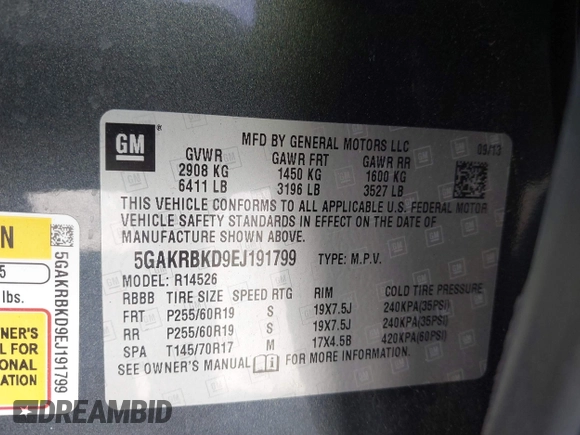 GM
MFD BY GENERAL MOTORS LLC
09/13
GVWR GAWR FRT GAWR RR
2908 KG 1450 KG 1600 KG
6411 LB 3196 LB 3527 LB
THIS VEHICLE CONFORMS TO ALL APPLICABLE U.S. FEDERAL MOTOR
VEHICLE SAFETY STANDARDS IN EFFECT ON THE DATE OF
MANUFACTURE SHOWN ABOVE.
5GAKRBKD9EJ191799 TYPE: M.P.V.
MODEL: R14526
RBBB TIRE SIZE SPEED RTG RIM COLD TIRE PRESSURE
FRT P255/60R19 S 19X7.5J 240KPA(35PSI)
RR P255/60R19 S 19X7.5J 240KPA(35PSI)
SPA T145/70R17 M 17X4.5B 420KPA(60PSI)
SEE OWNER'S MANUAL FOR MORE INFORMATION
N
5
lbs.
5GAKRBKD9EJ191799
WNER'S
L FOR
IONAL
ATION
DREAMBID